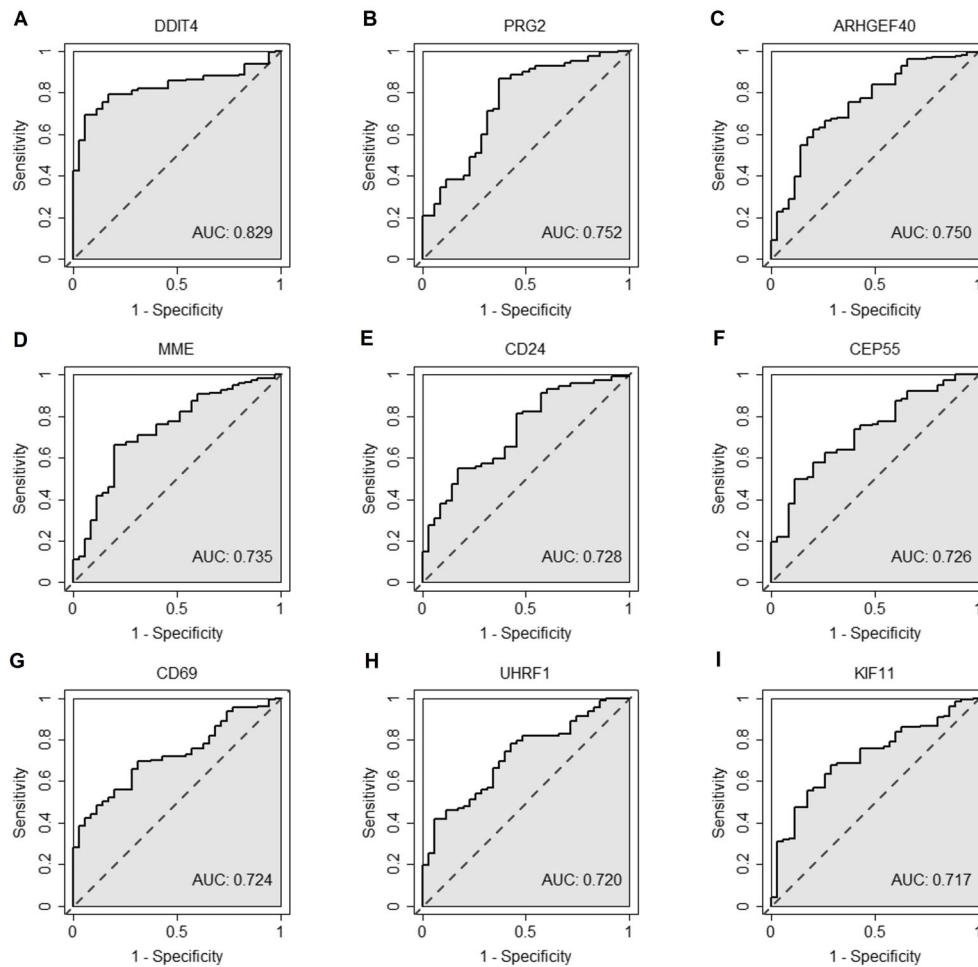 A
DDIT4
Sensitivity
0 0.2 0.4 0.6 0.8 1
AUC: 0.829
0 0.5 1
1 - Specificity
B
PRG2
Sensitivity
0 0.2 0.4 0.6 0.8 1
AUC: 0.752
0 0.5 1
1 - Specificity
C
ARHGEF40
Sensitivity
0 0.2 0.4 0.6 0.8 1
AUC: 0.750
0 0.5 1
1 - Specificity
D
MME
Sensitivity
0 0.2 0.4 0.6 0.8 1
AUC: 0.735
0 0.5 1
1 - Specificity
E
CD24
Sensitivity
0 0.2 0.4 0.6 0.8 1
AUC: 0.728
0 0.5 1
1 - Specificity
F
CEP55
Sensitivity
0 0.2 0.4 0.6 0.8 1
AUC: 0.726
0 0.5 1
1 - Specificity
G
CD69
Sensitivity
0 0.2 0.4 0.6 0.8 1
AUC: 0.724
0 0.5 1
1 - Specificity
H
UHRF1
Sensitivity
0 0.2 0.4 0.6 0.8 1
AUC: 0.720
0 0.5 1
1 - Specificity
I
KIF11
Sensitivity
0 0.2 0.4 0.6 0.8 1
AUC: 0.717
0 0.5 1
1 - Specificity